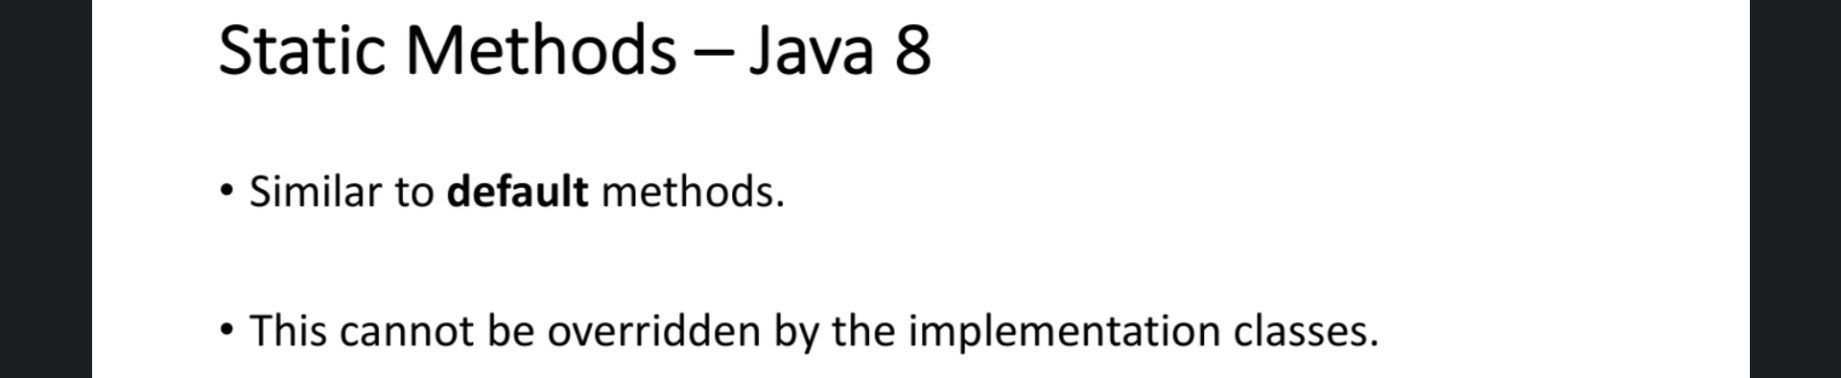 Static Methods – Java 8
• Similar to default methods.
• This cannot be overridden by the implementation classes.